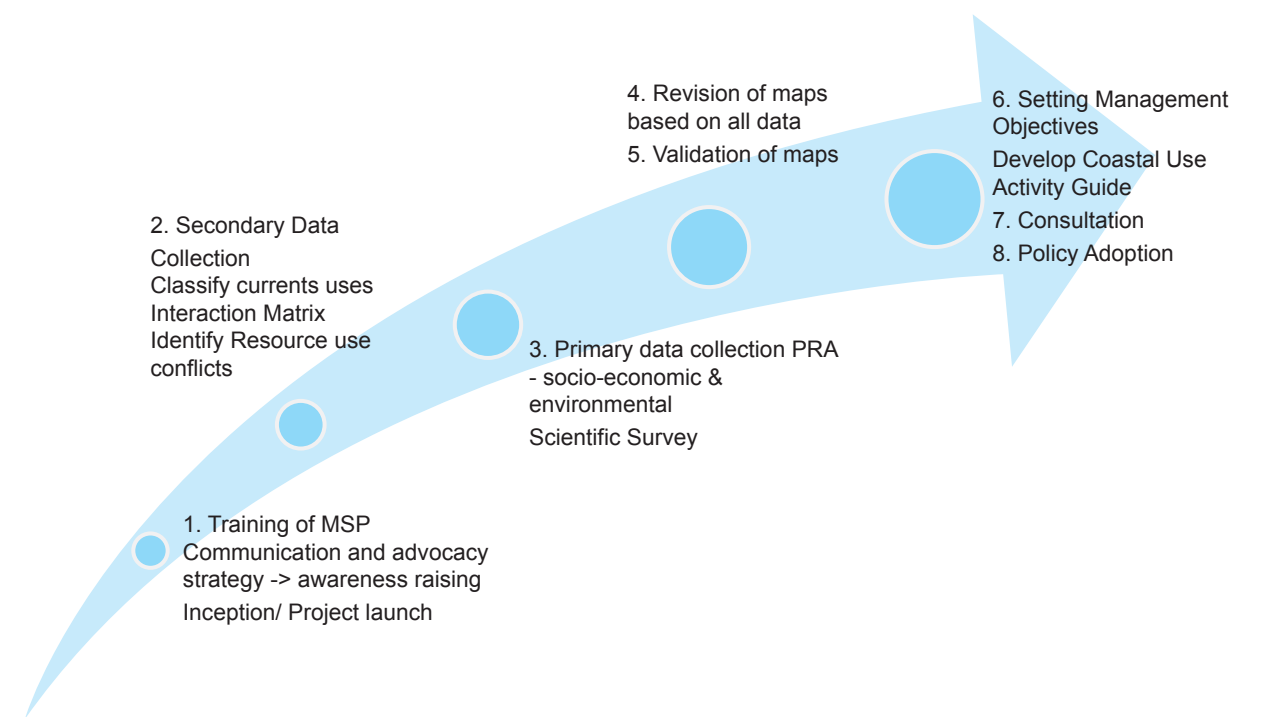 1. Training of MSP
Communication and advocacy
strategy -> awareness raising
Inception/ Project launch
2. Secondary Data
Collection
Classify currents uses
Interaction Matrix
Identify Resource use
conflicts
3. Primary data collection PRA
- socio-economic &
environmental
Scientific Survey
4. Revision of maps
based on all data
5. Validation of maps
6. Setting Management
Objectives
Develop Coastal Use
Activity Guide
7. Consultation
8. Policy Adoption